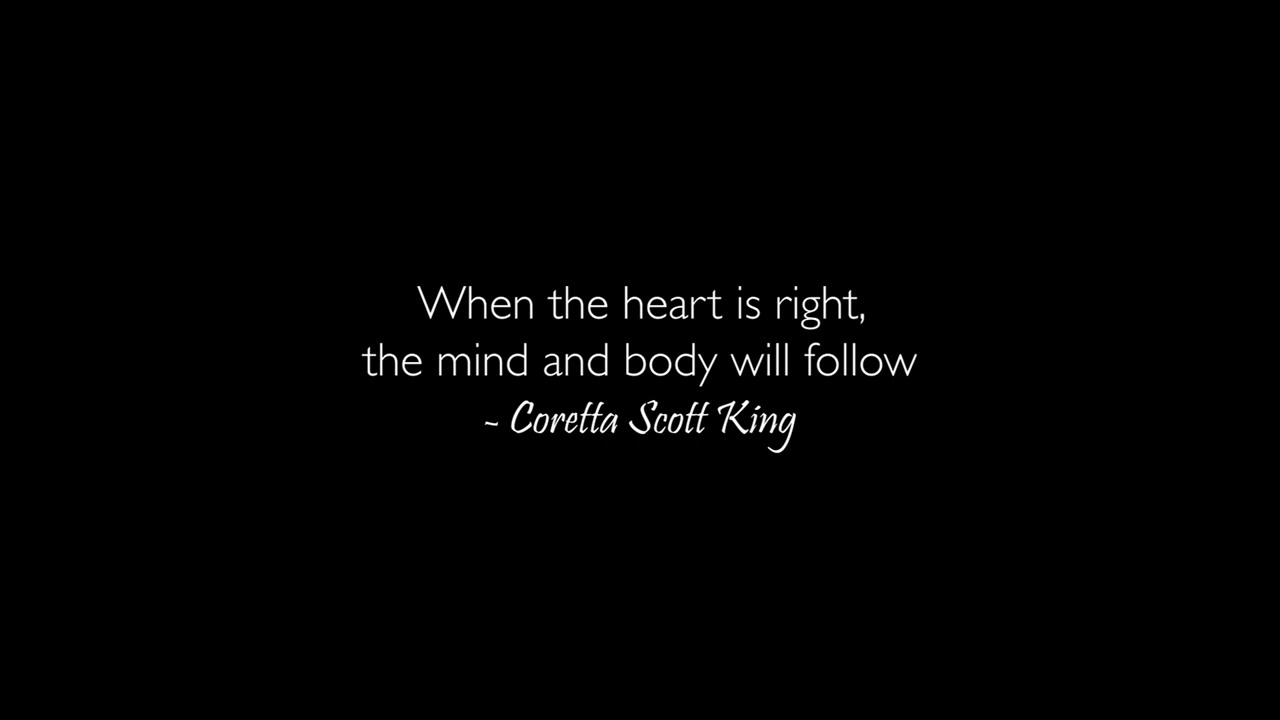 When the heart is right,
the mind and body will follow
~ Coretta Scott King